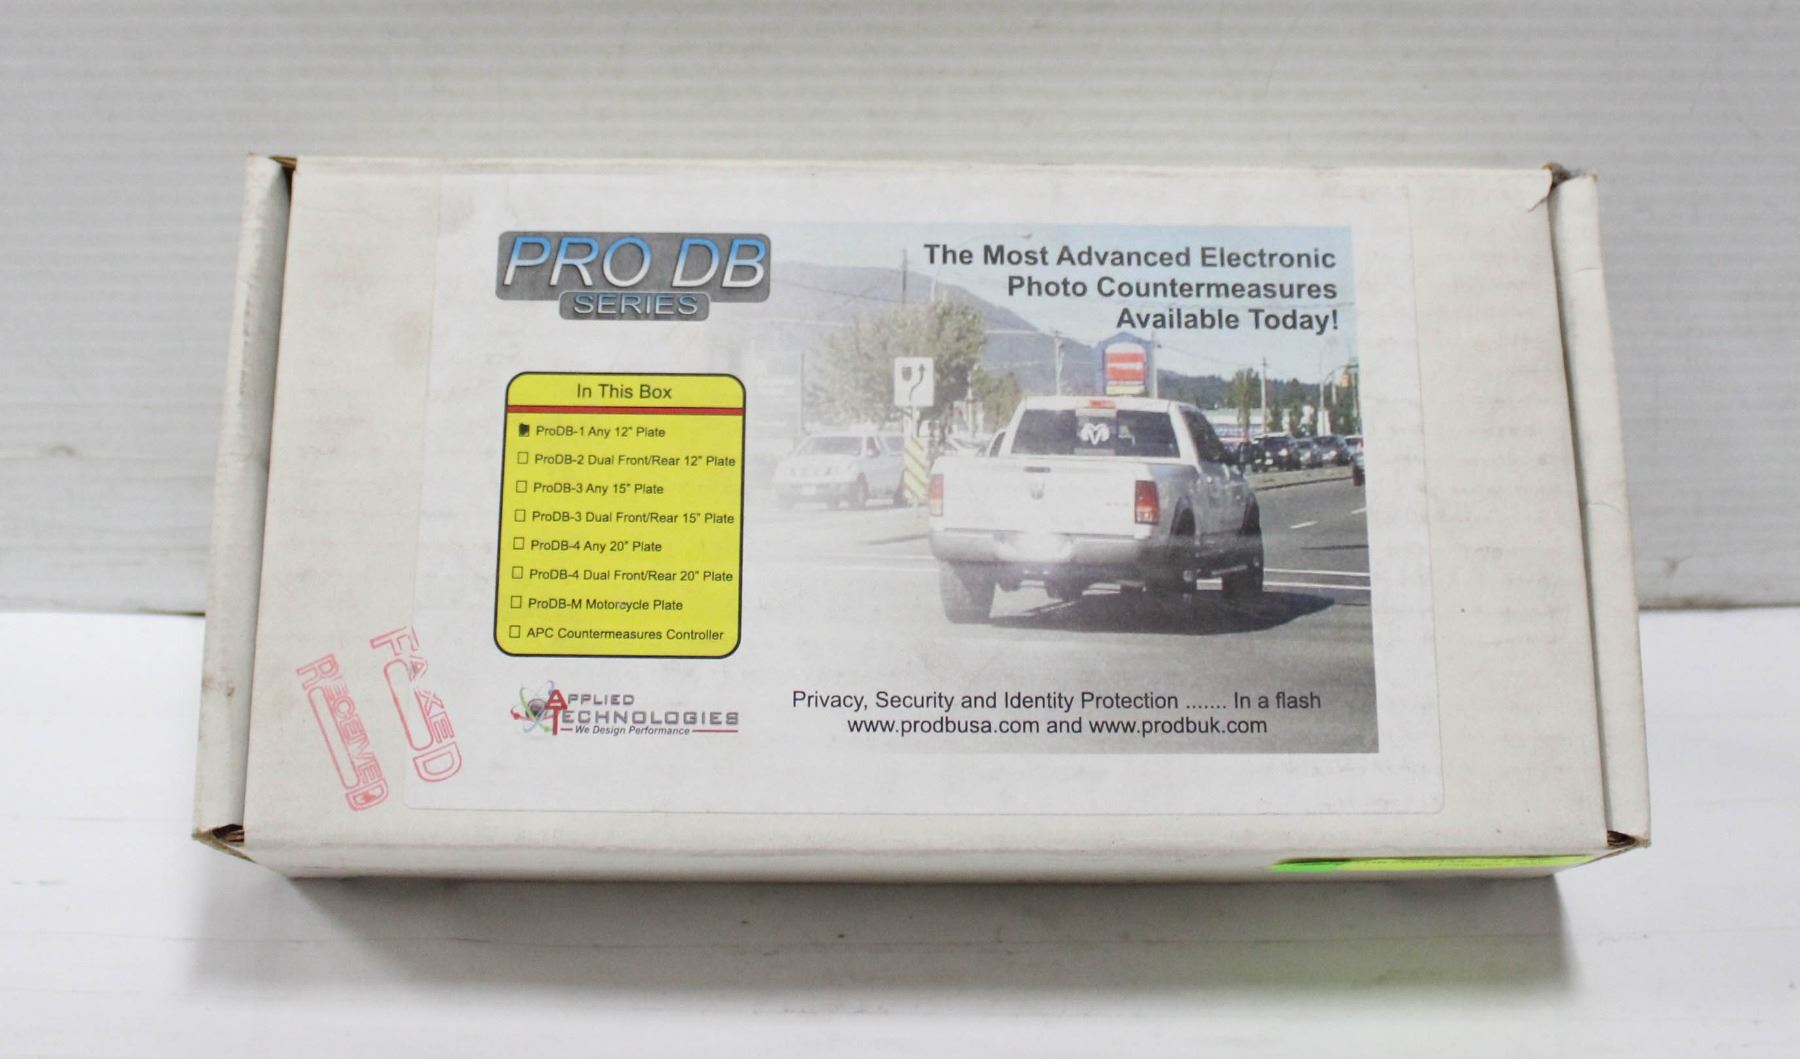 PRO DB
SERIES
The Most Advanced Electronic
Photo Countermeasures
Available Today!
In This Box
ProDB-1 Any 12" Plate
ProDB-2 Dual Front/Rear 12" Plate
ProDB-3 Any 15" Plate
ProDB-3 Dual Front/Rear 15" Plate
ProDB-4 Any 20" Plate
ProDB-4 Dual Front/Rear 20" Plate
ProDB-M Motorcycle Plate
APC Countermeasures Controller
APPLIED
TECHNOLOGIES
We Design Performance
Privacy, Security and Identity Protection ....... In a flash
www.prodbusa.com and www.prodbuk.com
FAXED
RECEIVED